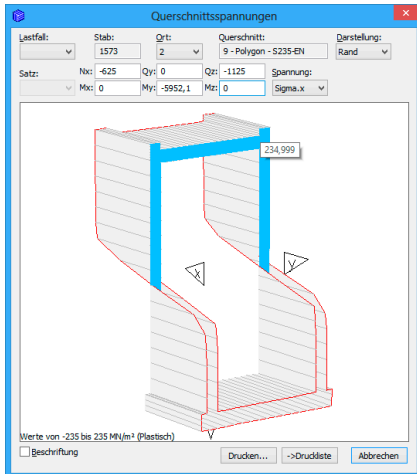 Querschnittsspannungen
Lastfall: Stab: Ort: Querschnitt: Darstellung:
1573 2 9 - Polygon - S235-EN Rand
Satz: Nx: -625 Qy: 0 Qz: -1125 Spannung:
Mx: 0 My: -5952,1 Mz: 0 Sigma.x
234,999
x y
Werte von -235 bis 235 MN/m² (Plastisch)
Beschriftung Drucken... ->Druckliste Abbrechen